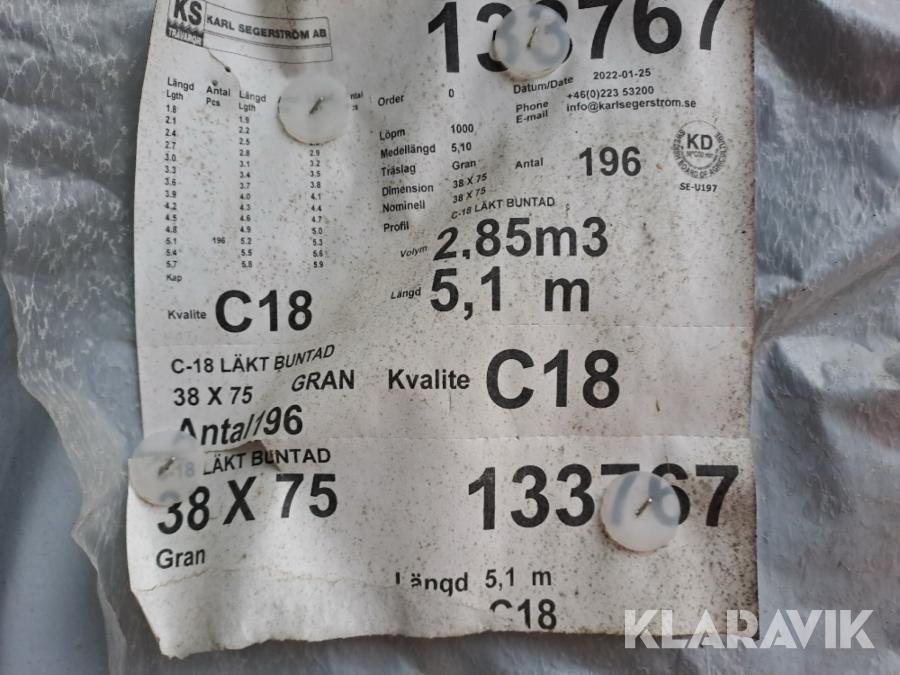 KS
TRÄVAROR
KARL SEGERSTRÖM AB
133767
Längd Antal Längd
Lgth Pcs Lgth
1.8 1.9
2.1 2.2
2.4 2.5
2.7 2.8 2.9
3.0 3.1 3.2
3.3 3.4 3.5
3.6 3.7 3.8
3.9 4.0 4.1
4.2 4.3 4.4
4.5 4.6 4.7
4.8 4.9 5.0
5.1 196 5.2 5.3
5.4 5.5 5.6
5.7 5.8 5.9
Kap
Kvalite C18
Order 0
Datum/Date 2022-01-25
Phone +46(0)223 53200
E-mail info@karlsegerström.se
Löpm 1000
Medellängd 5,10
Träslag Gran
Antal 196
Dimension 38 X 75
Nominell 38 X 75
Profil C-18 LÄKT BUNTAD
KD
SWEDISH BOARD OF AGRICULTURE
SE-U197
Volym 2,85m3
Längd 5,1 m
C-18 LÄKT BUNTAD
38 X 75 GRAN
Kvalite C18
Antal 196
18 LÄKT BUNTAD
38 X 75
133767
Gran
Längd 5,1 m
C18
KLARAVIK